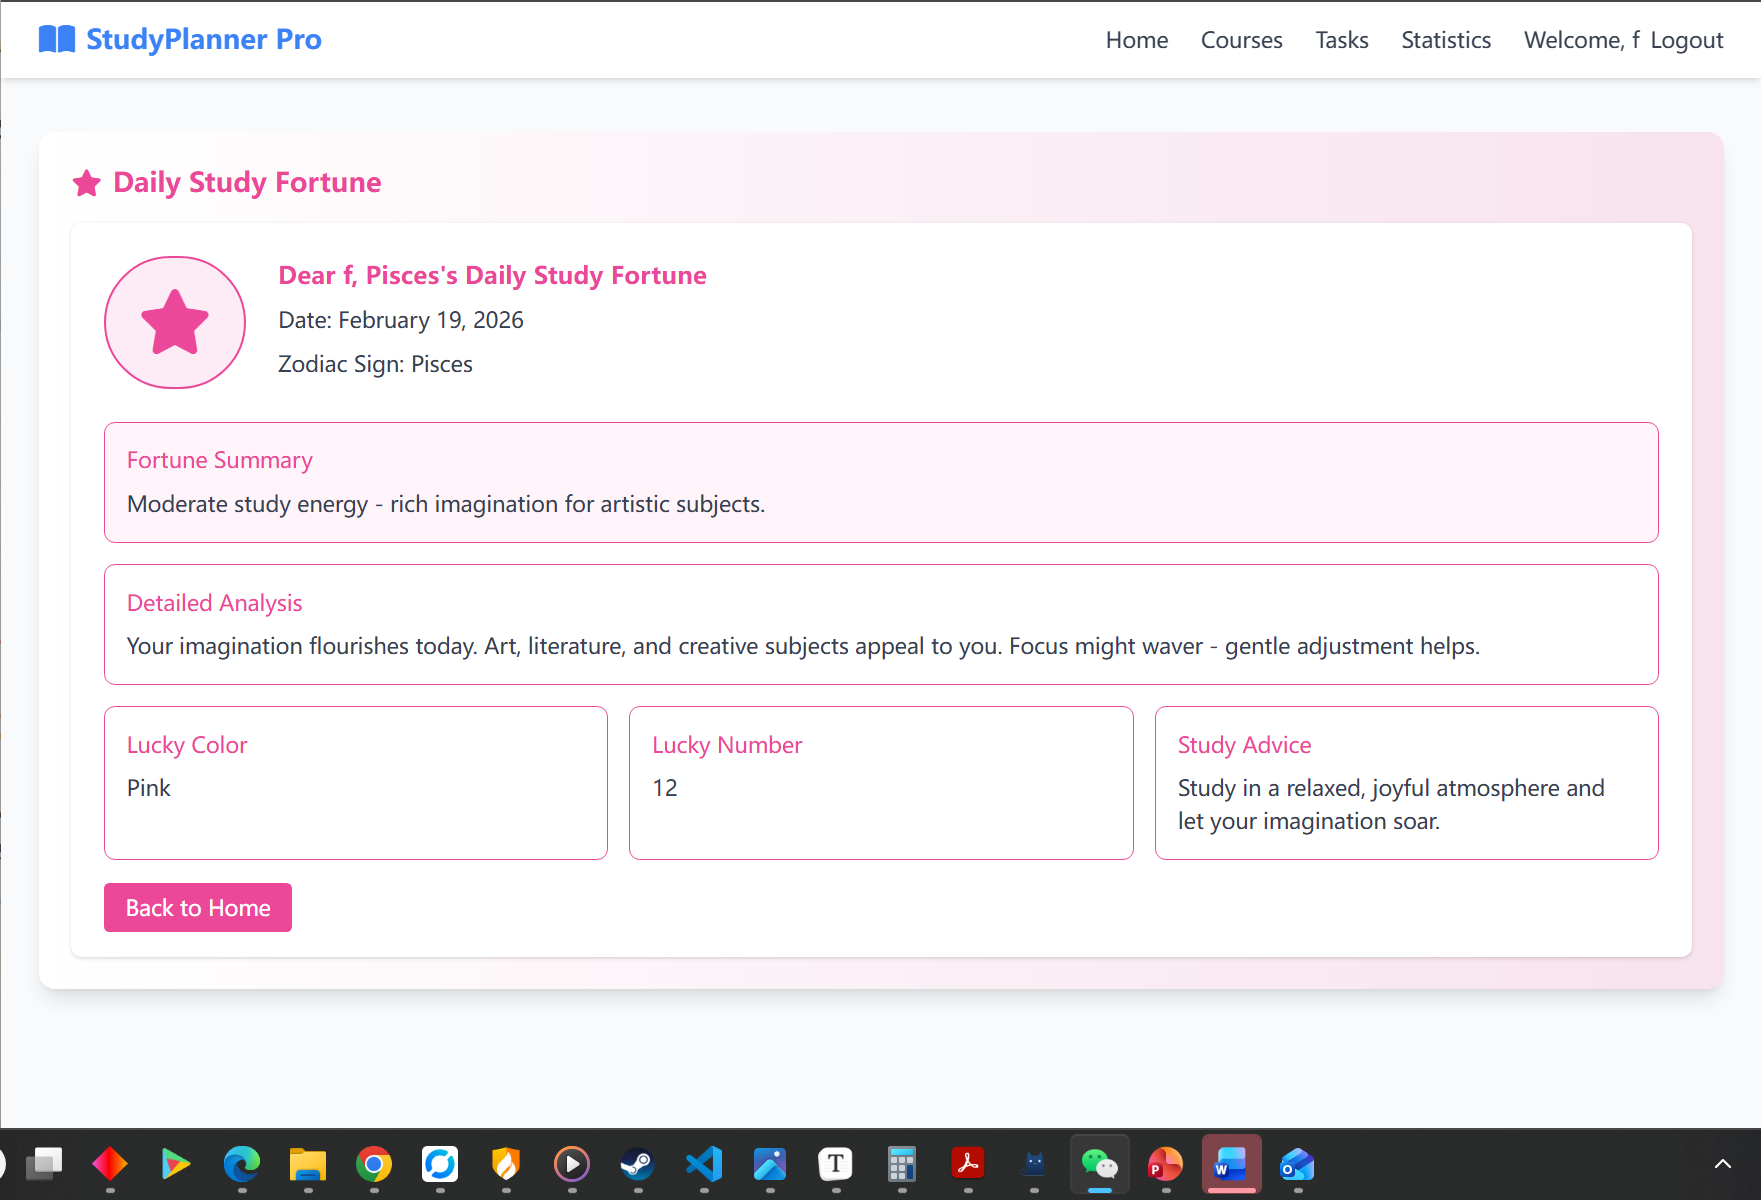 StudyPlanner Pro
Home Courses Tasks Statistics Welcome, f Logout
Daily Study Fortune
Dear f, Pisces's Daily Study Fortune
Date: February 19, 2026
Zodiac Sign: Pisces
Fortune Summary
Moderate study energy - rich imagination for artistic subjects.
Detailed Analysis
Your imagination flourishes today. Art, literature, and creative subjects appeal to you. Focus might waver - gentle adjustment helps.
Lucky Color
Pink
Lucky Number
12
Study Advice
Study in a relaxed, joyful atmosphere and
let your imagination soar.
Back to Home
T
P
W
O